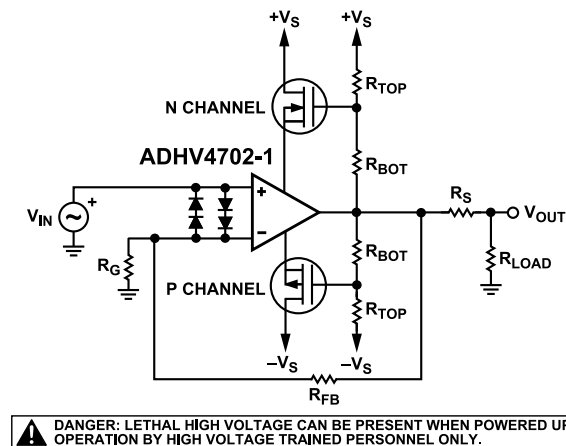 +VS +VS
RTOP
N CHANNEL
RBOT
ADHV4702-1
VIN
+
+
−
RS
VOUT
RG
RBOT
RLOAD
P CHANNEL
RTOP
−VS −VS
RFB
DANGER: LETHAL HIGH VOLTAGE CAN BE PRESENT WHEN POWERED UP
OPERATION BY HIGH VOLTAGE TRAINED PERSONNEL ONLY.